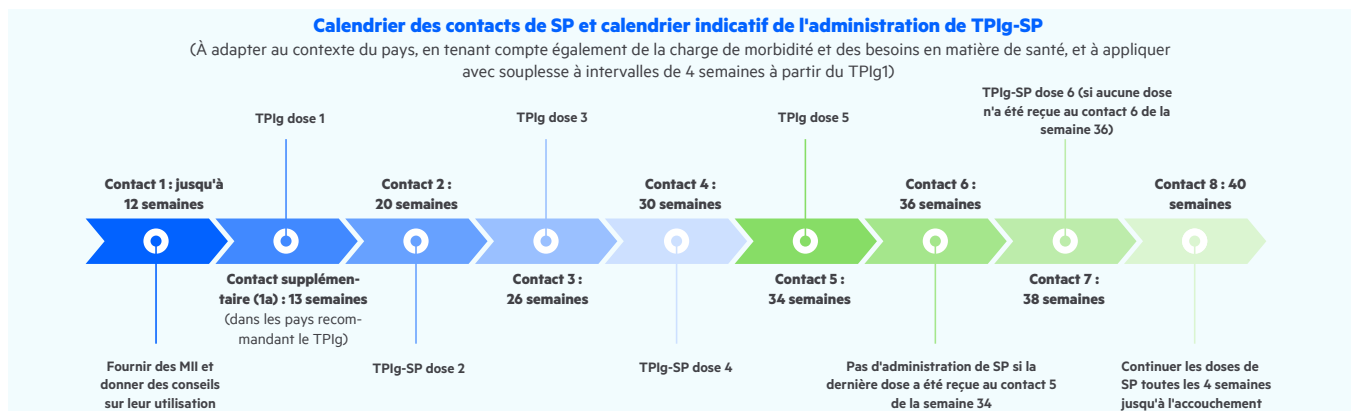 Calendrier des contacts de SP et calendrier indicatif de l'administration de TPIg-SP
(À adapter au contexte du pays, en tenant compte également de la charge de morbidité et des besoins en matière de santé, et à appliquer
avec souplesse à intervalles de 4 semaines à partir du TPIg1)
TPIg dose 1
TPIg dose 3
TPIg dose 5
TPIg-SP dose 6 (si aucune dose
n'a été reçue au contact 6 de la
semaine 36)
Contact 1 : jusqu'à
12 semaines
Contact 2 :
20 semaines
Contact 4 :
30 semaines
Contact 6 :
36 semaines
Contact 8 : 40
semaines
Contact supplémen-
taire (1a) : 13 semaines
(dans les pays recom-
mandant le TPIg)
Contact 3 :
26 semaines
Contact 5 :
34 semaines
Contact 7 :
38 semaines
Fournir des MII et
donner des conseils
sur leur utilisation
TPIg-SP dose 2
TPIg-SP dose 4
Pas d'administration de SP si la
dernière dose a été reçue au contact 5
de la semaine 34
Continuer les doses de
SP toutes les 4 semaines
jusqu'à l'accouchement